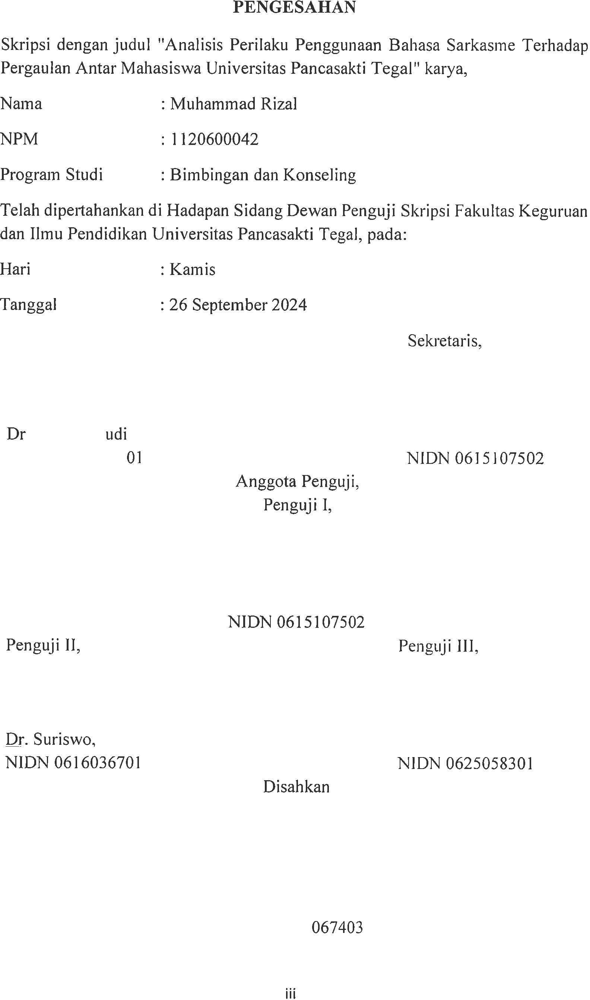 PENGESAHAN
Skripsi dengan judul "Analisis Perilaku Penggunaan Bahasa Sarkasme Terhadap
Pergaulan Antar Mahasiswa Universitas Pancasakti Tegal" karya,
Nama : Muhammad Rizal
NPM : 1120600042
Program Studi : Bimbingan dan Konseling
Telah dipertahankan di Hadapan Sidang Dewan Penguji Skripsi Fakultas Keguruan
dan Ilmu Pendidikan Universitas Pancasakti Tegal, pada:
Hari : Kamis
Tanggal : 26 September 2024
Sekretaris,
Dr udi
01 NIDN 0615107502
Anggota Penguji,
Penguji I,
NIDN 0615107502
Penguji II, Penguji III,
Dr. Suriswo,
NIDN 0616036701 NIDN 0625058301
Disahkan
067403
iii